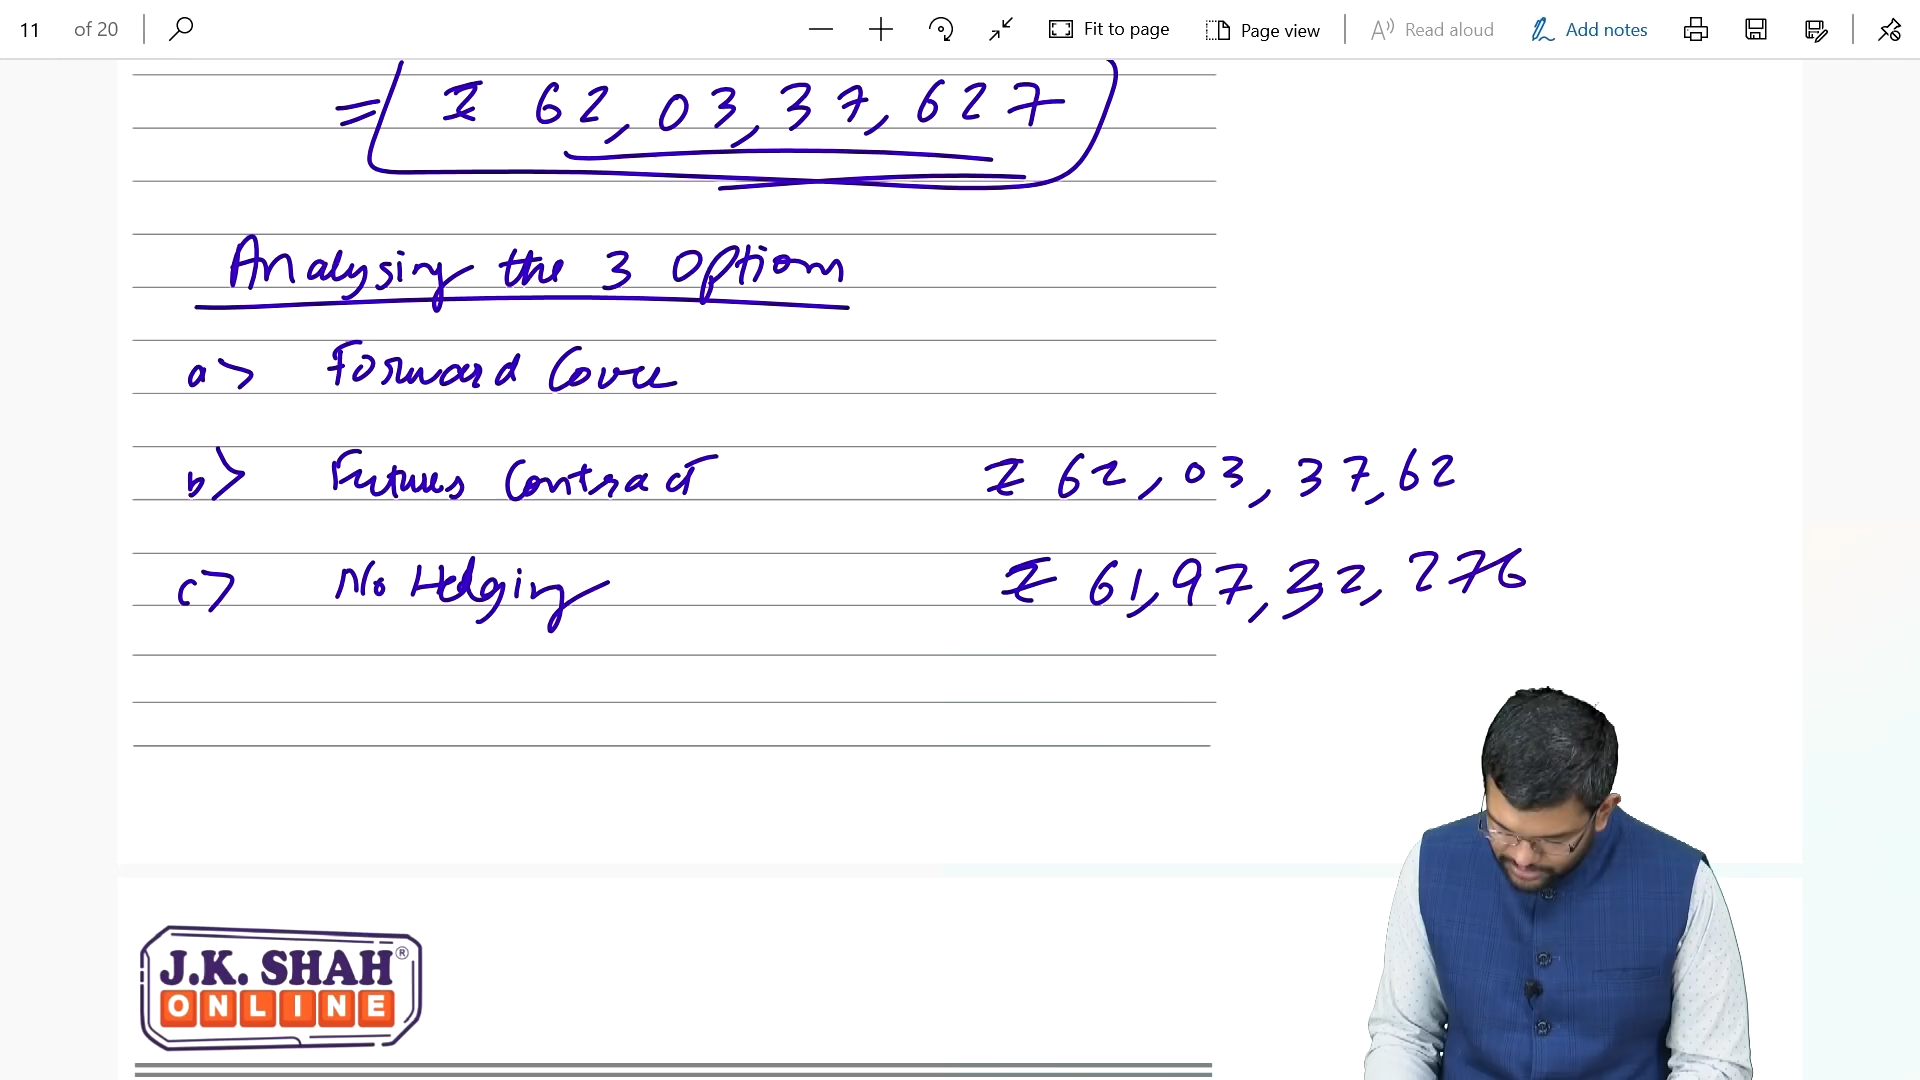 11 of 20 Fit to page Page view Read aloud Add notes
= ₹ 62,03,37,627
Analysing the 3 Options
a> Forward Cover
b> Futures Contract ₹ 62,03,37,62
c> No Hedging ₹ 61,97,32,276
J.K. SHAH®
ONLINE